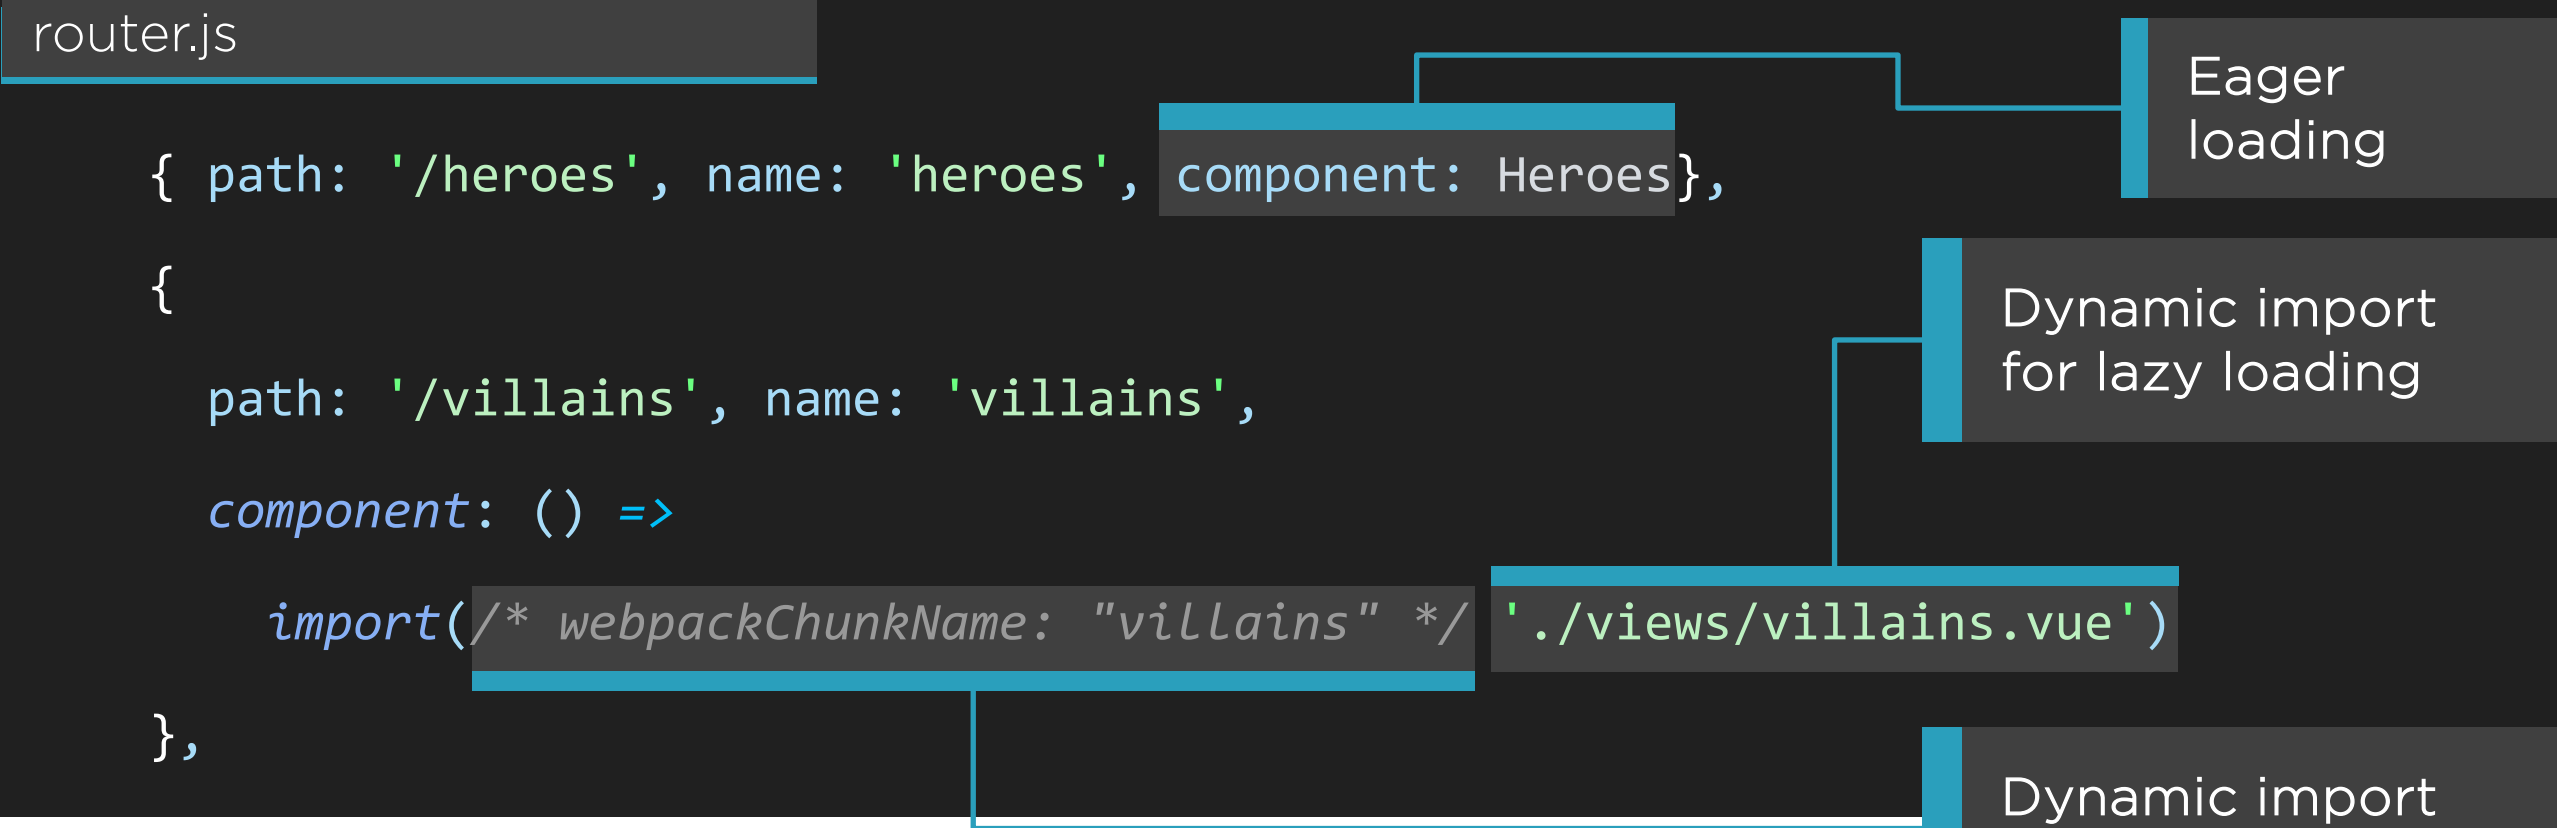 router.js
Eager
loading
{ path: '/heroes', name: 'heroes', component: Heroes},
{
Dynamic import
for lazy loading
path: '/villains', name: 'villains',
component: () =>
import(/* webpackChunkName: "villains" */ './views/villains.vue')
},
Dynamic import